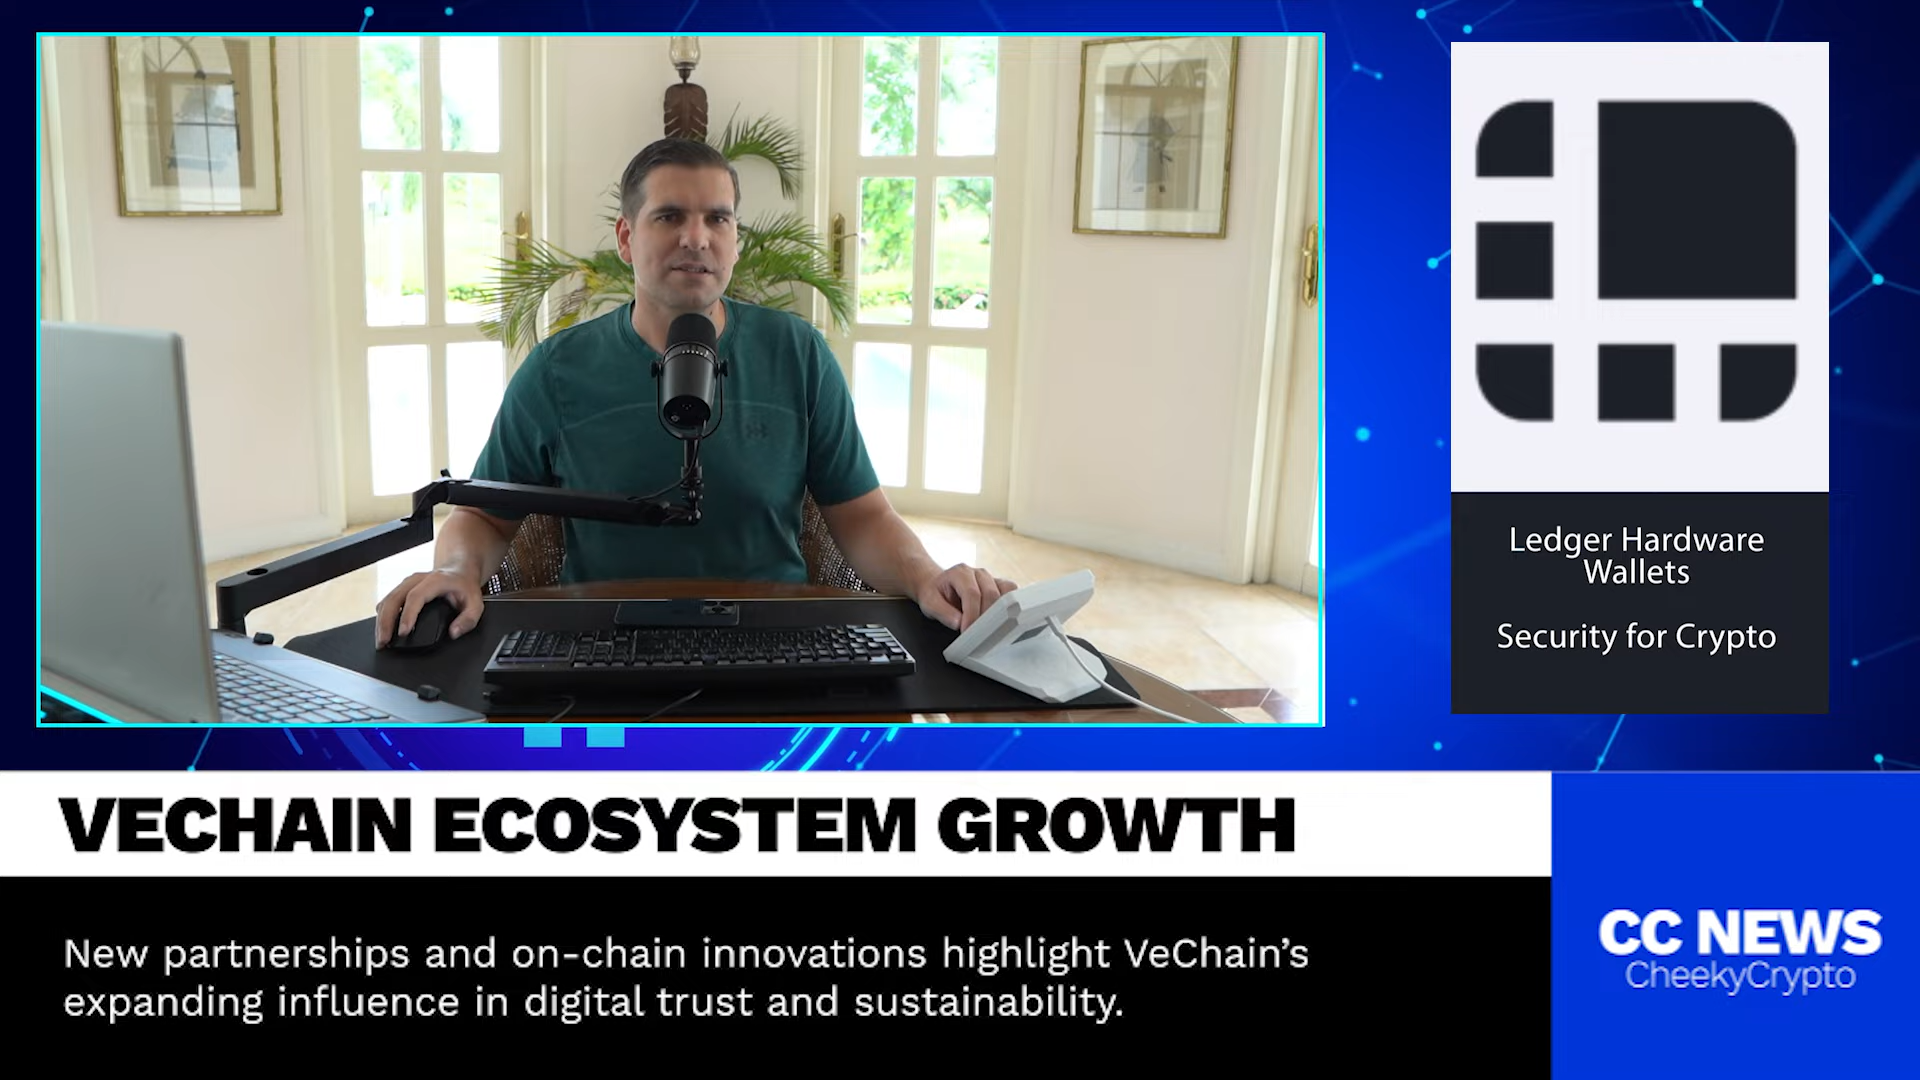 Ledger Hardware
Wallets
Security for Crypto
VECHAIN ECOSYSTEM GROWTH
New partnerships and on-chain innovations highlight VeChain’s
expanding influence in digital trust and sustainability.
CC NEWS
CheekyCrypto